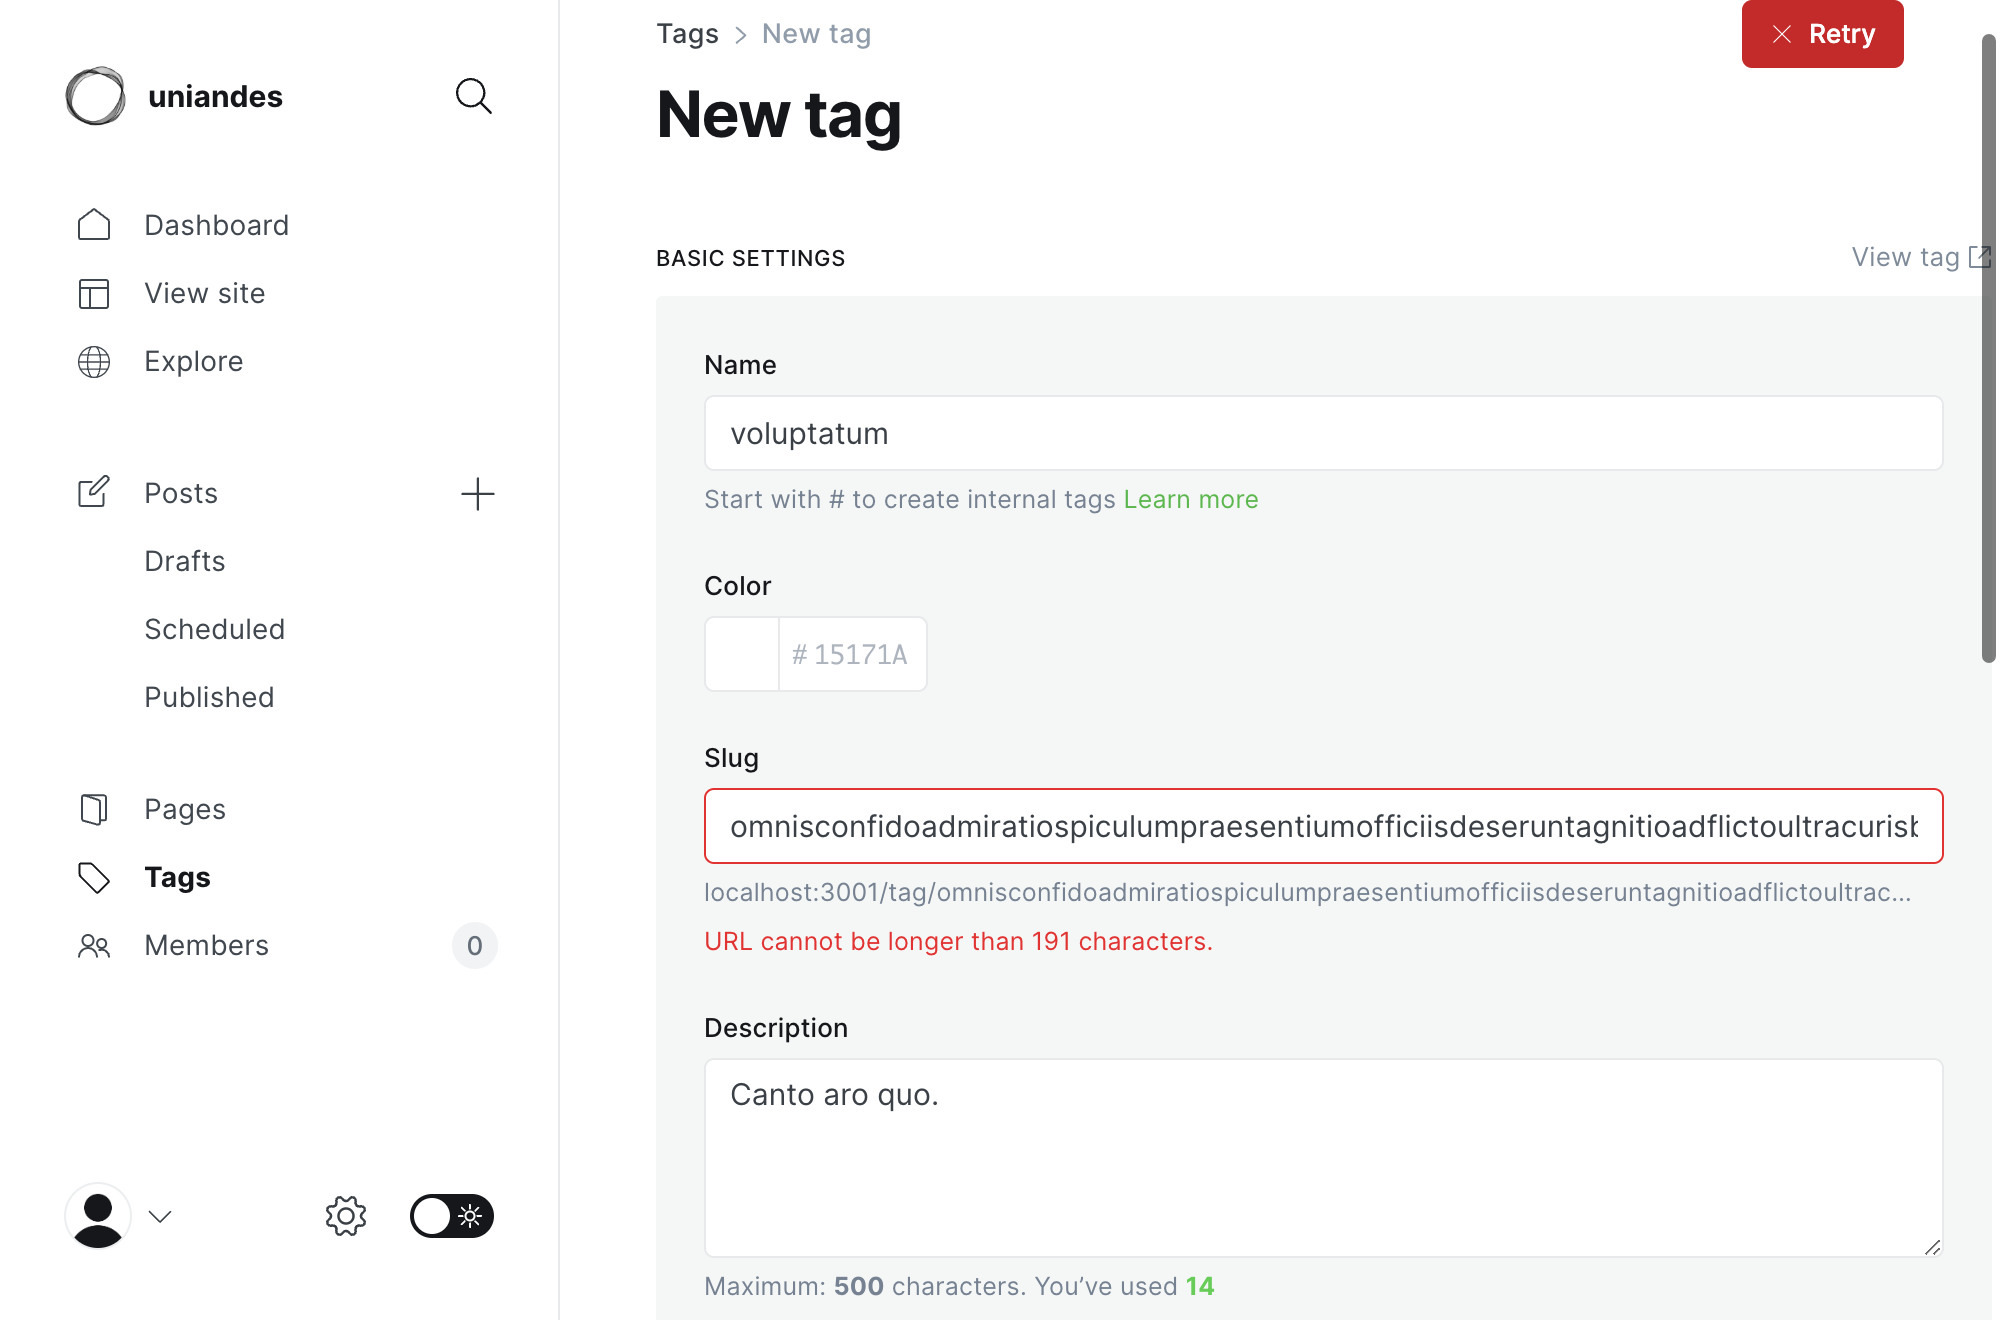 uniandes
Dashboard
View site
Explore
Posts
Drafts
Scheduled
Published
Pages
Tags
Members 0
Tags > New tag
Retry
New tag
BASIC SETTINGS
View tag
Name
voluptatum
Start with # to create internal tags Learn more
Color
# 15171A
Slug
omnisconfidoadmiratiospiculumpraesentiumofficiisdeseruntagnitioadflictoultracurisb
localhost:3001/tag/omnisconfidoadmiratiospiculumpraesentiumofficiisdeseruntagnitioadflictoultrac...
URL cannot be longer than 191 characters.
Description
Canto aro quo.
Maximum: 500 characters. You’ve used 14